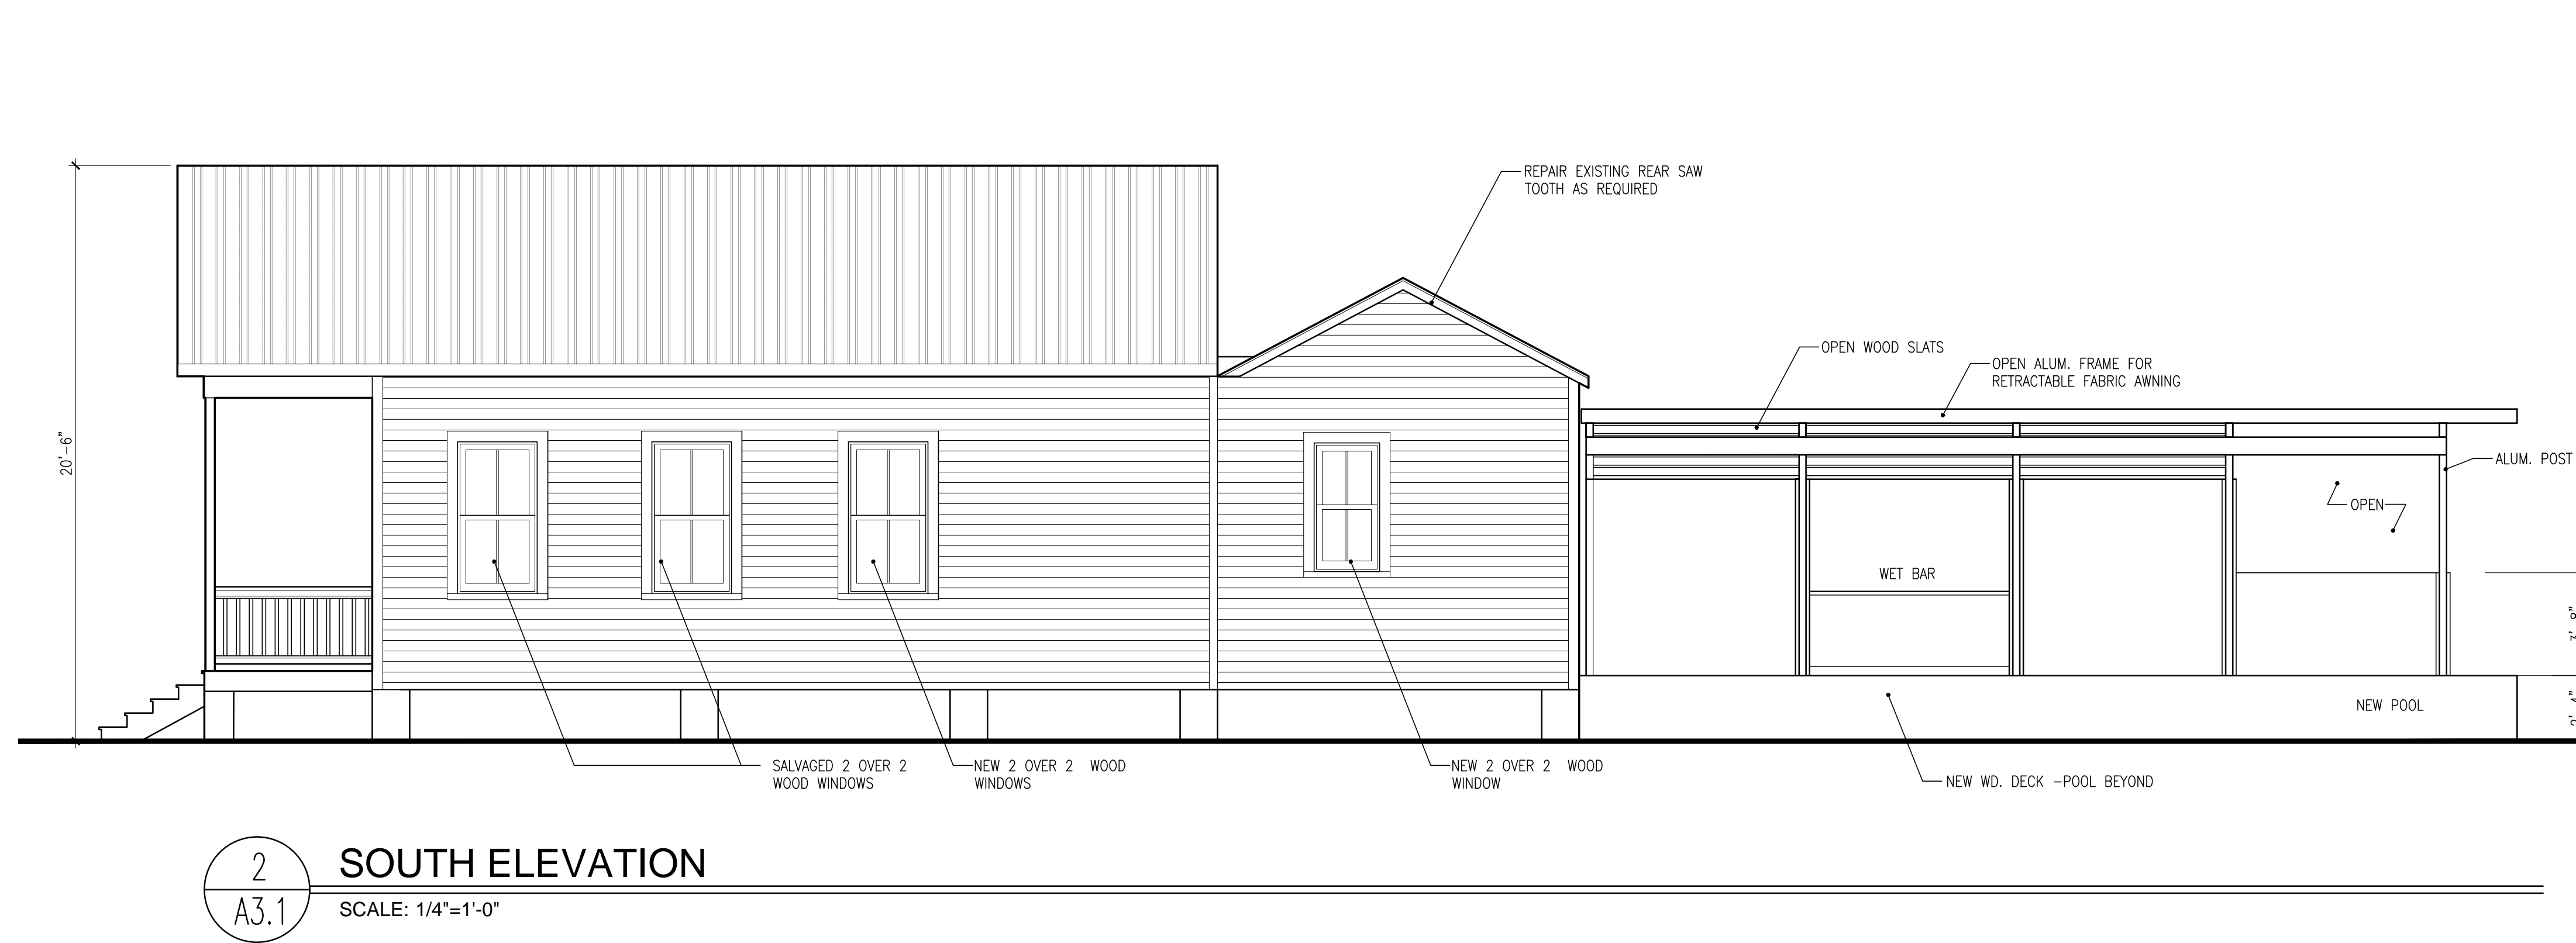 REPAIR EXISTING REAR SAW
TOOTH AS REQUIRED
OPEN WOOD SLATS
OPEN ALUM. FRAME FOR
RETRACTABLE FABRIC AWNING
20'-6"
ALUM. POST
OPEN
WET BAR
NEW POOL
SALVAGED 2 OVER 2
WOOD WINDOWS
NEW 2 OVER 2 WOOD
WINDOWS
NEW 2 OVER 2 WOOD
WINDOW
NEW WD. DECK -POOL BEYOND
2
A3.1
SOUTH ELEVATION
SCALE: 1/4"=1'-0"